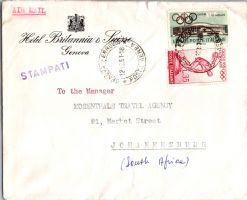 AIR MAIL
Hotel Britannia & Suisse
Genova
STAMPATI
To the Manager
ROSENTHALS TRAVEL AGENCY
91, Market Street
JOHANNESBURG
(South Africa)